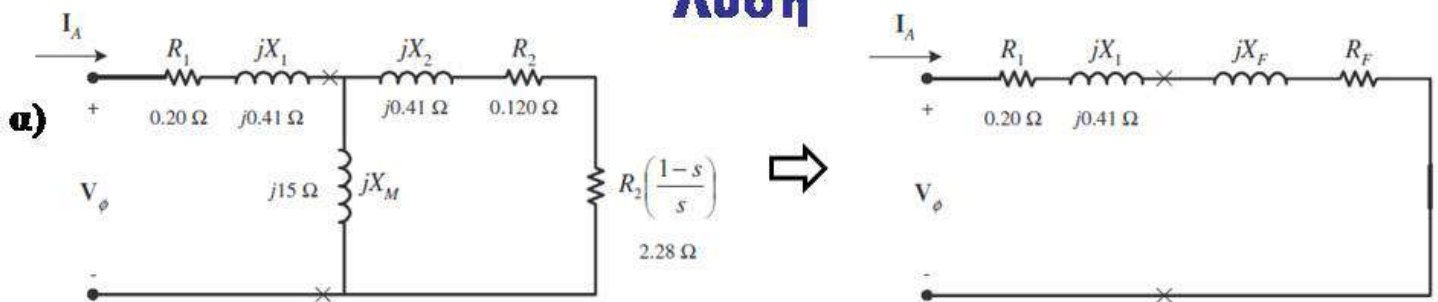 Λύση
I_A R_1 jX_1 jX_2 R_2
α) + 0.20 Ω j0.41 Ω j0.41 Ω 0.120 Ω
V_ϕ j15 Ω jX_M R_2((1-s)/s)
2.28 Ω
-
I_A R_1 jX_1 jX_F R_F
+ 0.20 Ω j0.41 Ω
V_ϕ
-